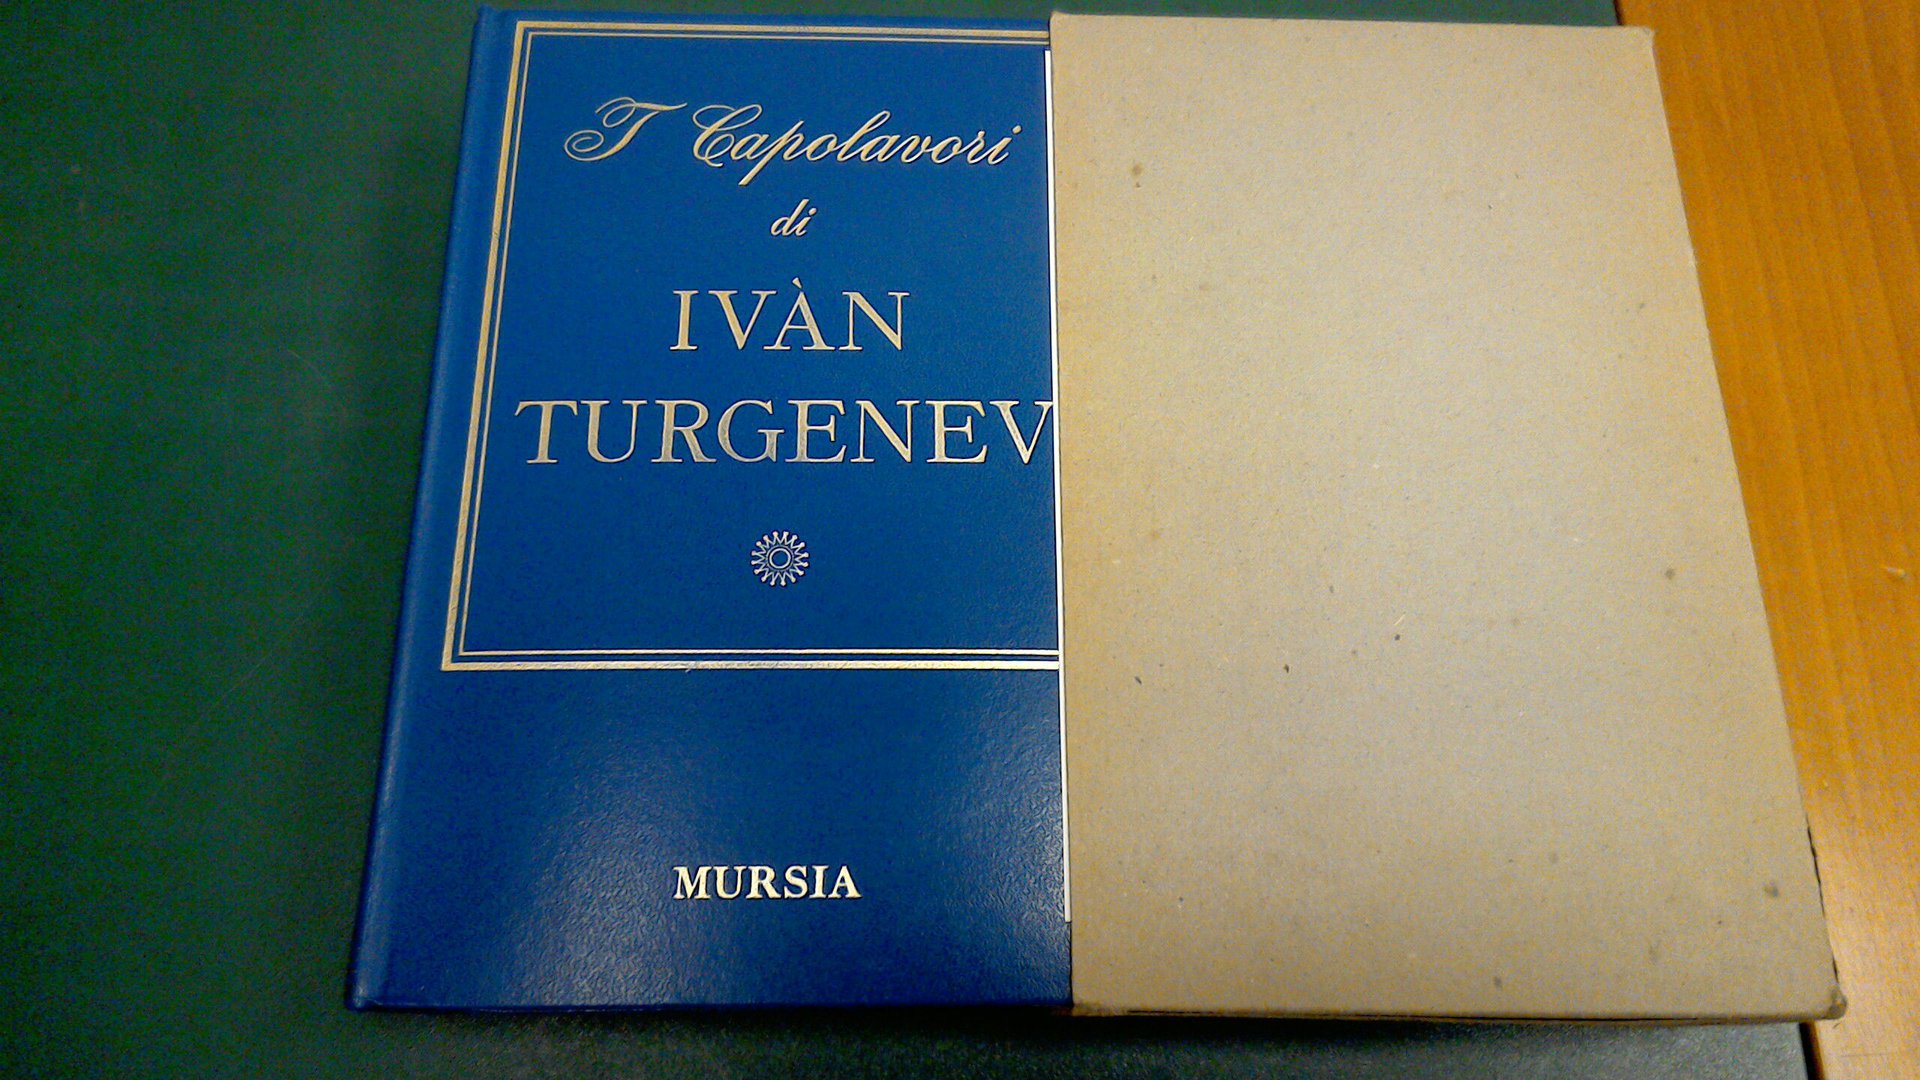 I Capolavori
di
IVÀN
TURGENEV
MURSIA